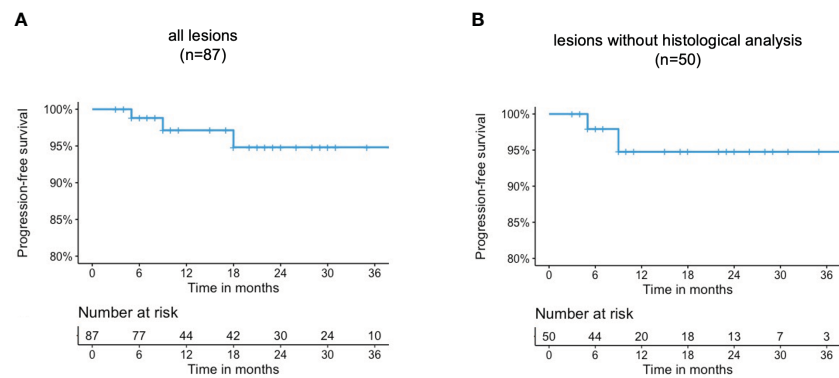 A
all lesions
(n=87)
Progression-free survival
100%
95%
90%
85%
80%
0 6 12 18 24 30 36
Time in months
Number at risk
87 77 44 42 30 24 10
0 6 12 18 24 30 36
Time in months
B
lesions without histological analysis
(n=50)
Progression-free survival
100%
95%
90%
85%
80%
0 6 12 18 24 30 36
Time in months
Number at risk
50 44 20 18 13 7 3
0 6 12 18 24 30 36
Time in months